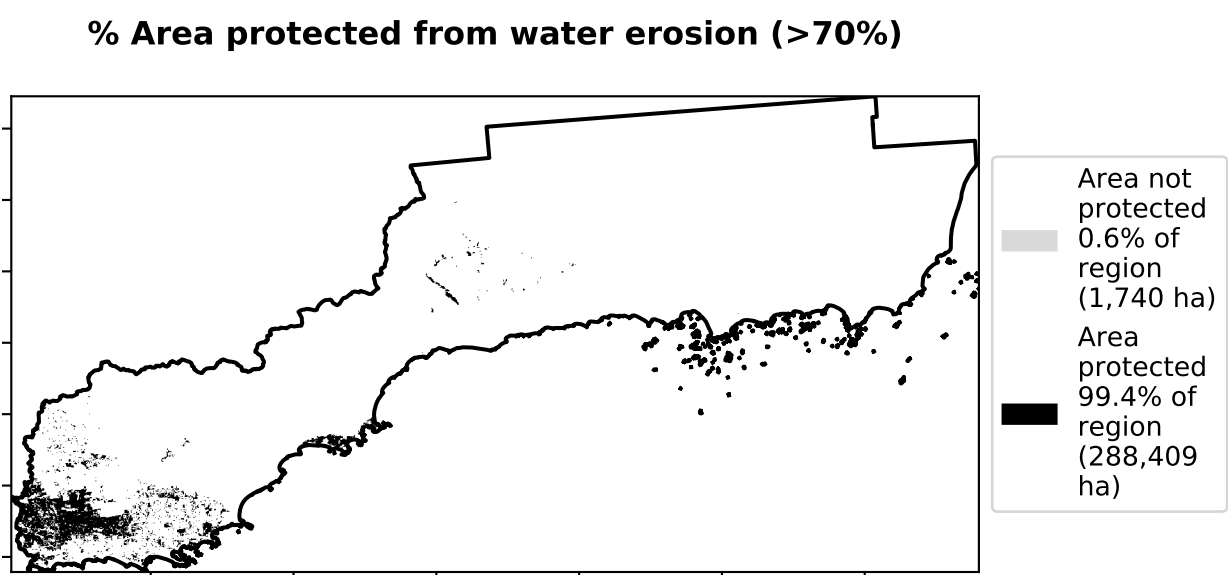 % Area protected from water erosion (>70%)
Area not
protected
0.6% of
region
(1,740 ha)
Area
protected
99.4% of
region
(288,409
ha)